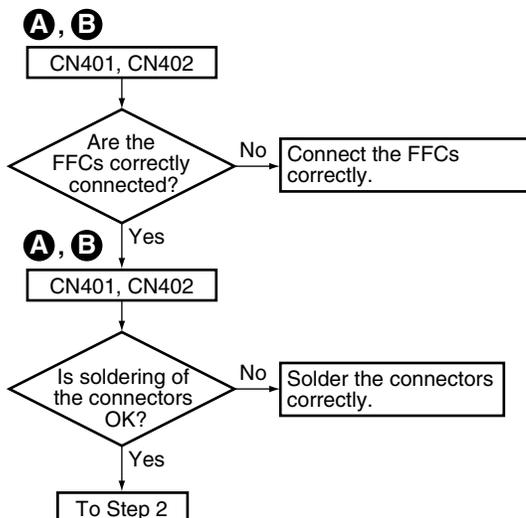 A, B
CN401, CN402
Are the
FFCs correctly
connected?
No
Connect the FFCs
correctly.
Yes
A, B
CN401, CN402
Is soldering of
the connectors
OK?
No
Solder the connectors
correctly.
Yes
To Step 2